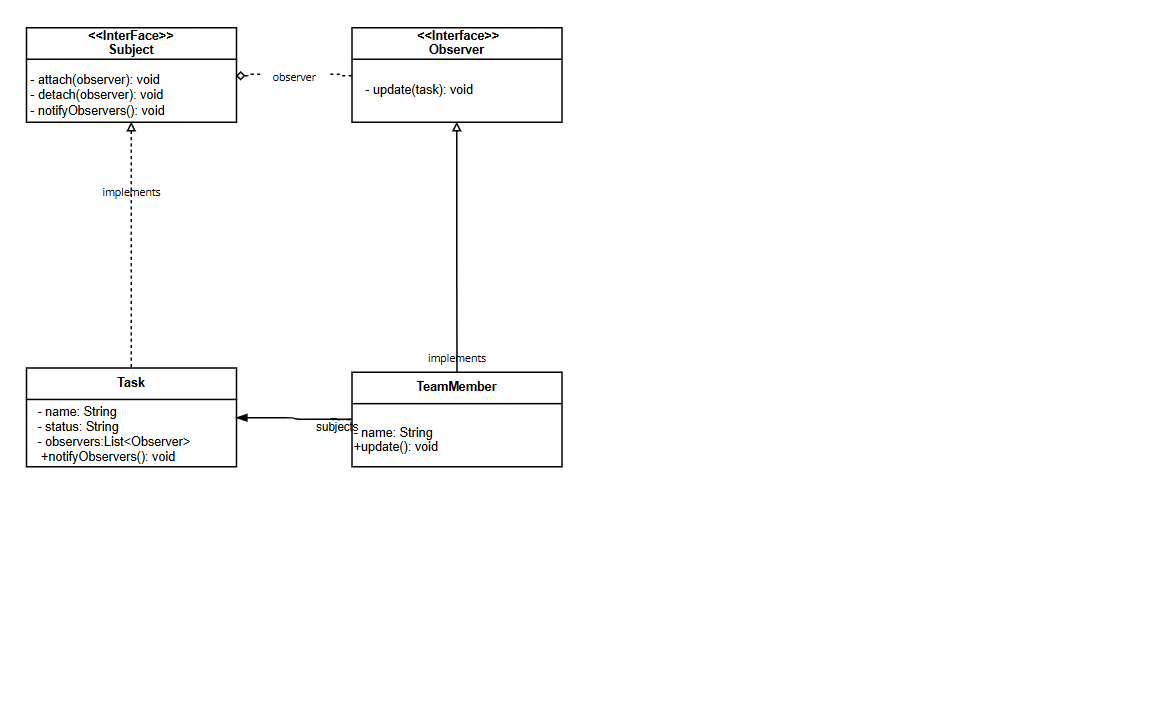 <<InterFace>>
Subject
- attach(observer): void
- detach(observer): void
- notifyObservers(): void
observer
<<Interface>>
Observer
- update(task): void
implements
implements
Task
- name: String
- status: String
- observers:List<Observer>
+notifyObservers(): void
subjects
TeamMember
- name: String
+update(): void